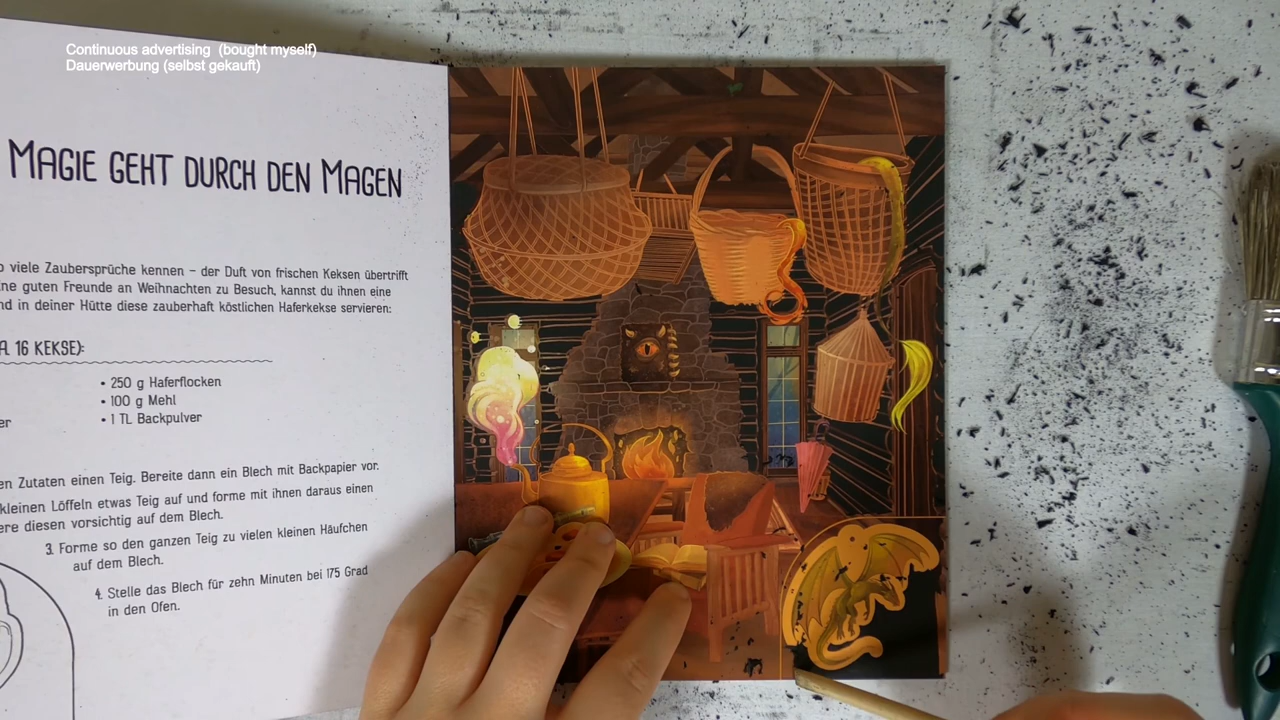 Continuous advertising (bought myself)
Dauerwerbung (selbst gekauft)
MAGIE GEHT DURCH DEN MAGEN
viele Zaubersprüche kennen – der Duft von frischen Keksen übertrifft
guten Freunde an Weihnachten zu Besuch, kannst du ihnen eine
in deiner Hütte diese zauberhaft köstlichen Haferkekse servieren:
16 KEKSE):
• 250 g Haferflocken
• 100 g Mehl
• 1 TL Backpulver
Zutaten einen Teig. Bereite dann ein Blech mit Backpapier vor.
kleinen Löffeln etwas Teig auf und forme mit ihnen daraus einen
diesen vorsichtig auf dem Blech.
3. Forme so den ganzen Teig zu vielen kleinen Häufchen
auf dem Blech.
4. Stelle das Blech für zehn Minuten bei 175 Grad
in den Ofen.